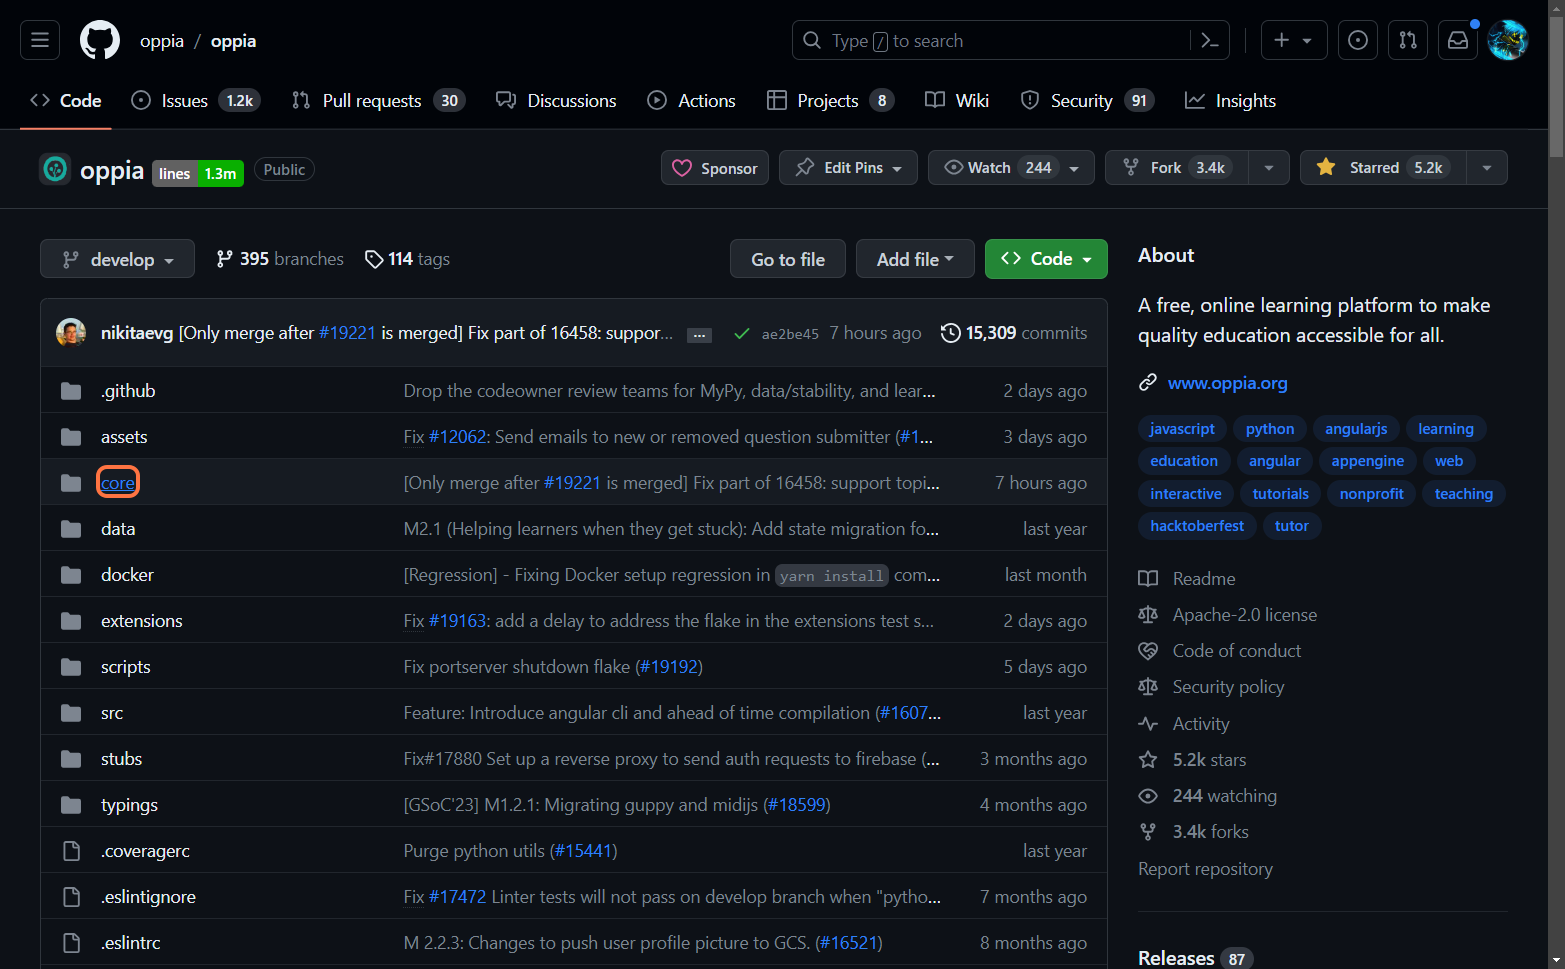 oppia / oppia
Type / to search
Code
Issues 1.2k
Pull requests 30
Discussions
Actions
Projects 8
Wiki
Security 91
Insights
oppia lines 1.3m Public
Sponsor
Edit Pins
Watch 244
Fork 3.4k
Starred 5.2k
develop
395 branches
114 tags
Go to file
Add file
Code
nikitaevg [Only merge after #19221 is merged] Fix part of 16458: suppor... ... ae2be45 7 hours ago 15,309 commits
.github Drop the codeowner review teams for MyPy, data/stability, and lear... 2 days ago
assets Fix #12062: Send emails to new or removed question submitter (#1... 3 days ago
core [Only merge after #19221 is merged] Fix part of 16458: support topi... 7 hours ago
data M2.1 (Helping learners when they get stuck): Add state migration fo... last year
docker [Regression] - Fixing Docker setup regression in yarn install com... last month
extensions Fix #19163: add a delay to address the flake in the extensions test s... 2 days ago
scripts Fix portserver shutdown flake (#19192) 5 days ago
src Feature: Introduce angular cli and ahead of time compilation (#1607... last year
stubs Fix#17880 Set up a reverse proxy to send auth requests to firebase (... 3 months ago
typings [GSoC'23] M1.2.1: Migrating guppy and midijs (#18599) 4 months ago
.coveragerc Purge python utils (#15441) last year
.eslintignore Fix #17472 Linter tests will not pass on develop branch when "pytho... 7 months ago
.eslintrc M 2.2.3: Changes to push user profile picture to GCS. (#16521) 8 months ago
About
A free, online learning platform to make
quality education accessible for all.
www.oppia.org
javascript python angularjs learning
education angular appengine web
interactive tutorials nonprofit teaching
hacktoberfest tutor
Readme
Apache-2.0 license
Code of conduct
Security policy
Activity
5.2k stars
244 watching
3.4k forks
Report repository
Releases 87